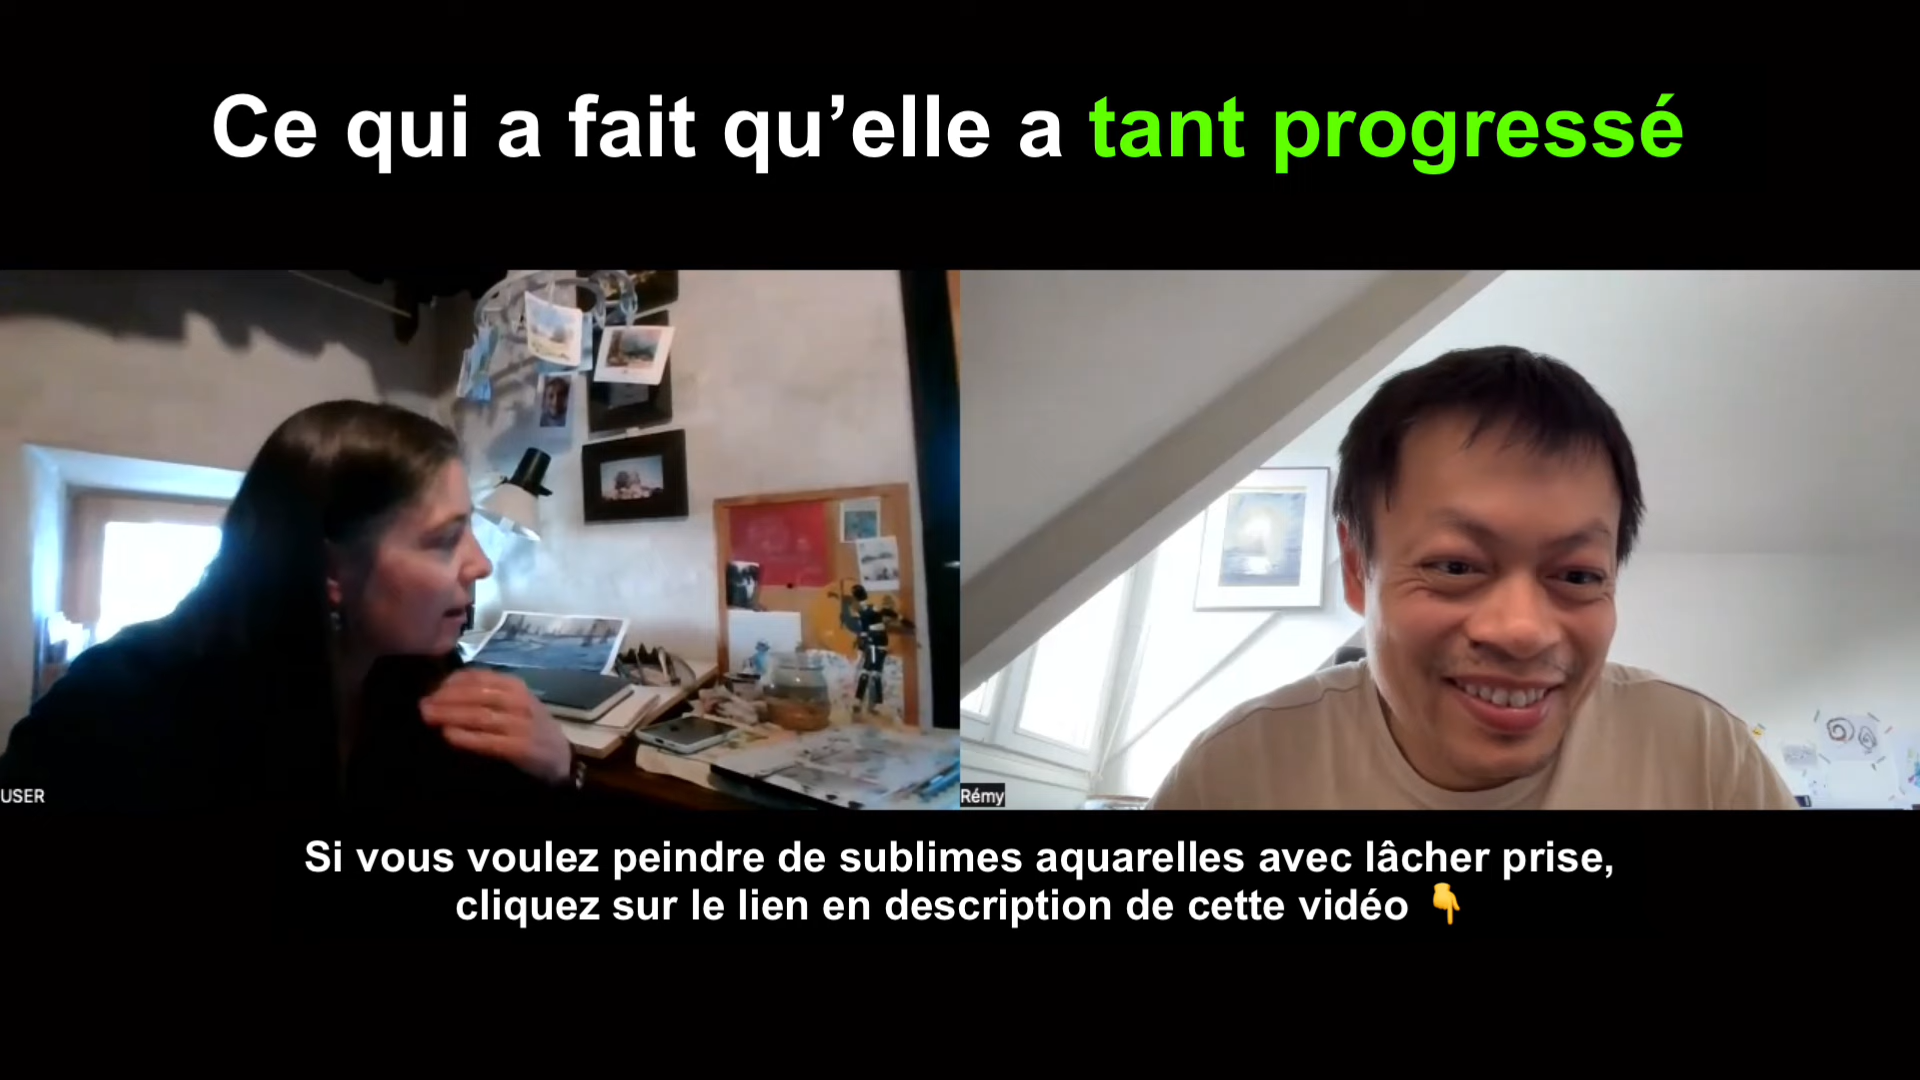 Ce qui a fait qu’elle a tant progressé
USER
Rémy
Si vous voulez peindre de sublimes aquarelles avec lâcher prise,
cliquez sur le lien en description de cette vidéo 👇